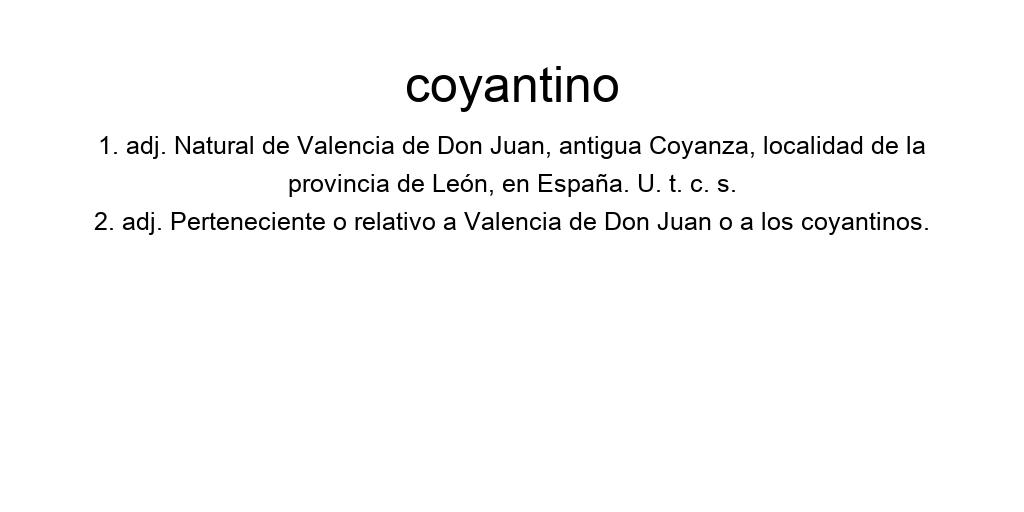 coyantino
1. adj. Natural de Valencia de Don Juan, antigua Coyanza, localidad de la
provincia de León, en España. U. t. c. s.
2. adj. Perteneciente o relativo a Valencia de Don Juan o a los coyantinos.